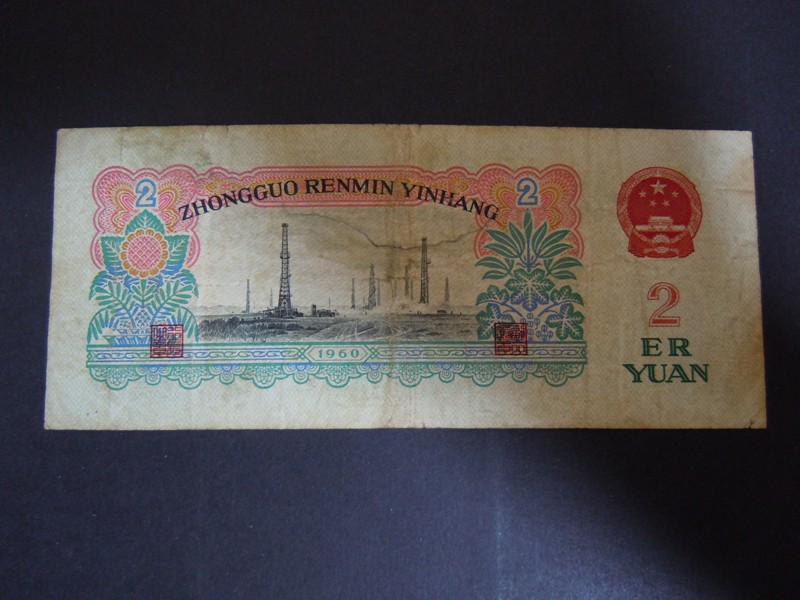 2 2
ZHONGGUO RENMIN YINHANG
1960
2
ER
YUAN